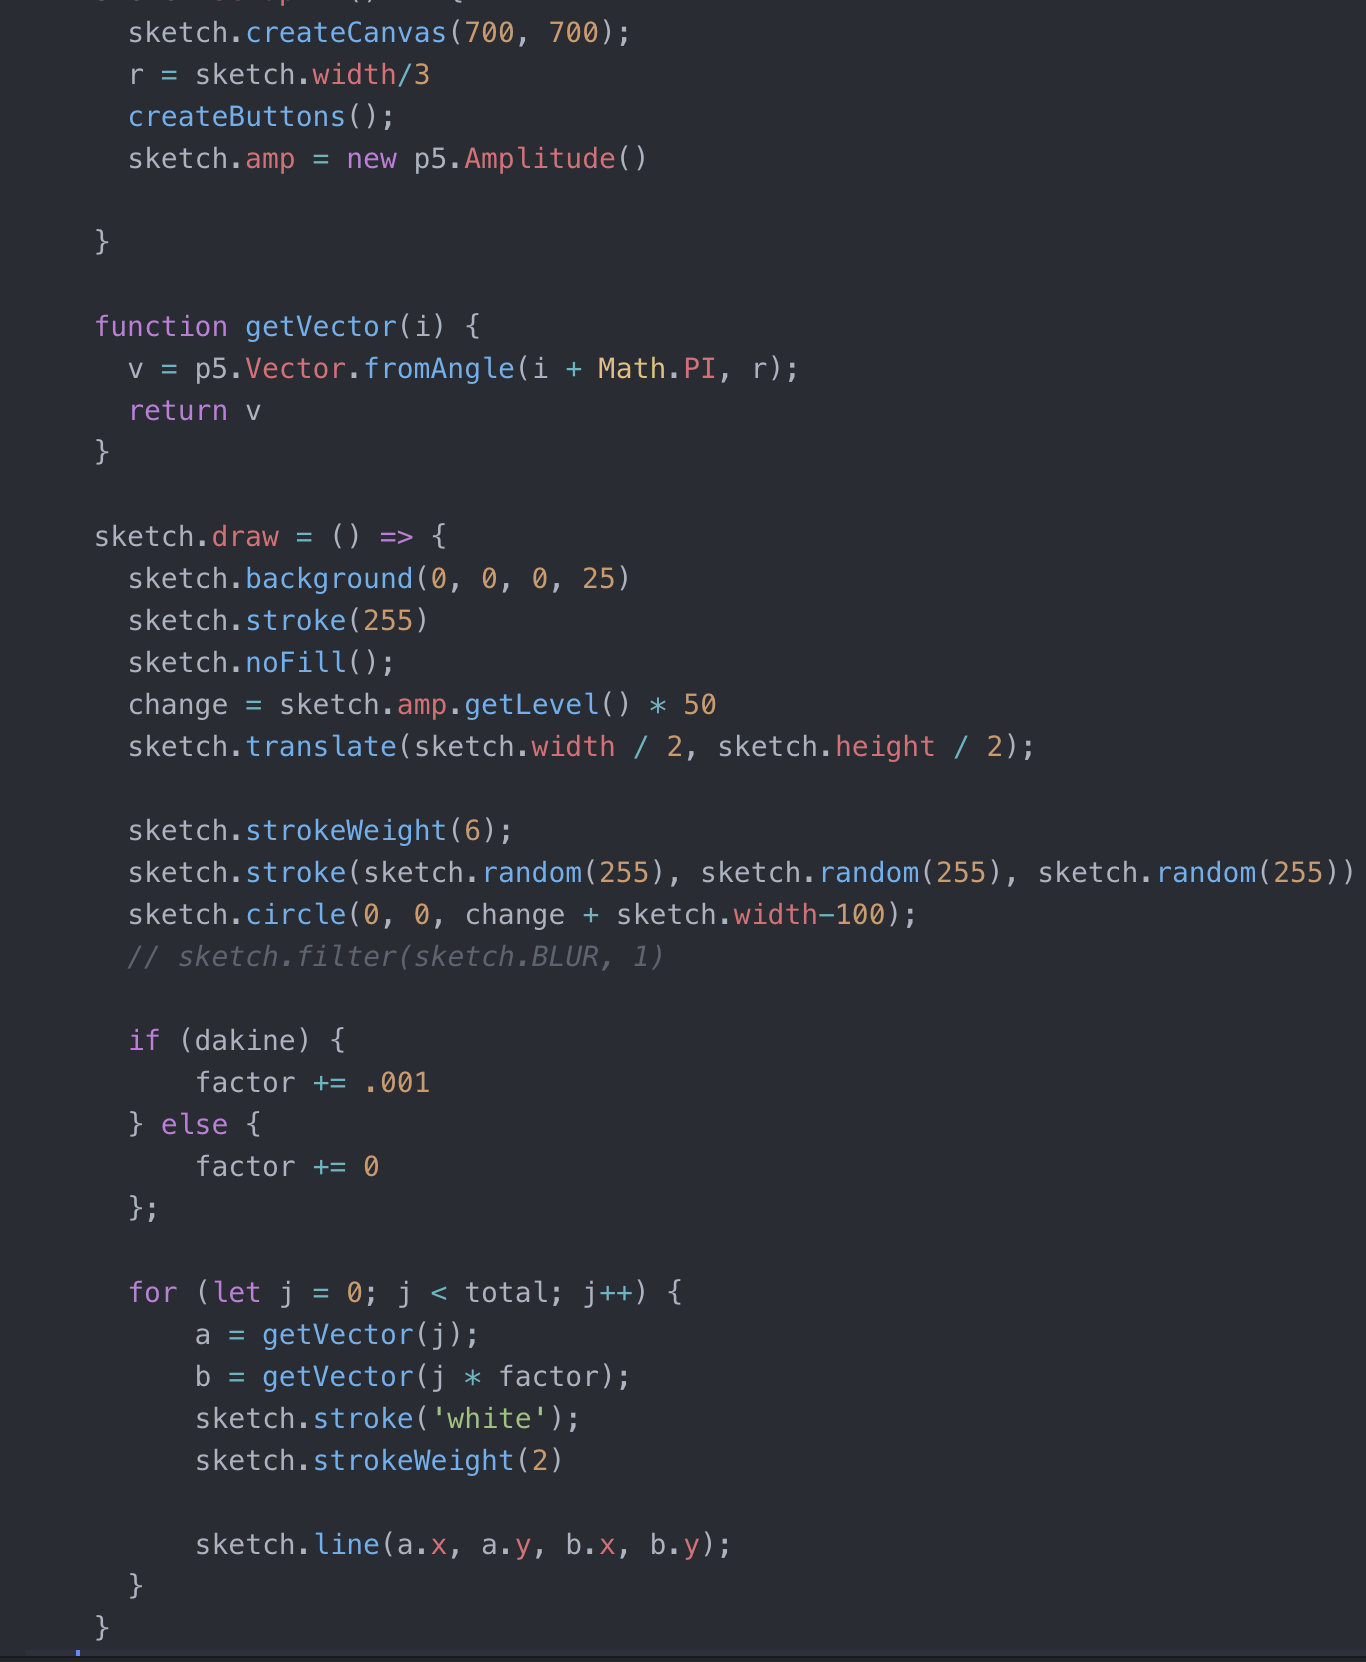 sketch.createCanvas(700, 700);
r = sketch.width/3
createButtons();
sketch.amp = new p5.Amplitude()
}
function getVector(i) {
v = p5.Vector.fromAngle(i + Math.PI, r);
return v
}
sketch.draw = () => {
sketch.background(0, 0, 0, 25)
sketch.stroke(255)
sketch.noFill();
change = sketch.amp.getLevel() * 50
sketch.translate(sketch.width / 2, sketch.height / 2);
sketch.strokeWeight(6);
sketch.stroke(sketch.random(255), sketch.random(255), sketch.random(255))
sketch.circle(0, 0, change + sketch.width-100);
// sketch.filter(sketch.BLUR, 1)
if (dakine) {
factor += .001
} else {
factor += 0
};
for (let j = 0; j < total; j++) {
a = getVector(j);
b = getVector(j * factor);
sketch.stroke('white');
sketch.strokeWeight(2)
sketch.line(a.x, a.y, b.x, b.y);
}
}